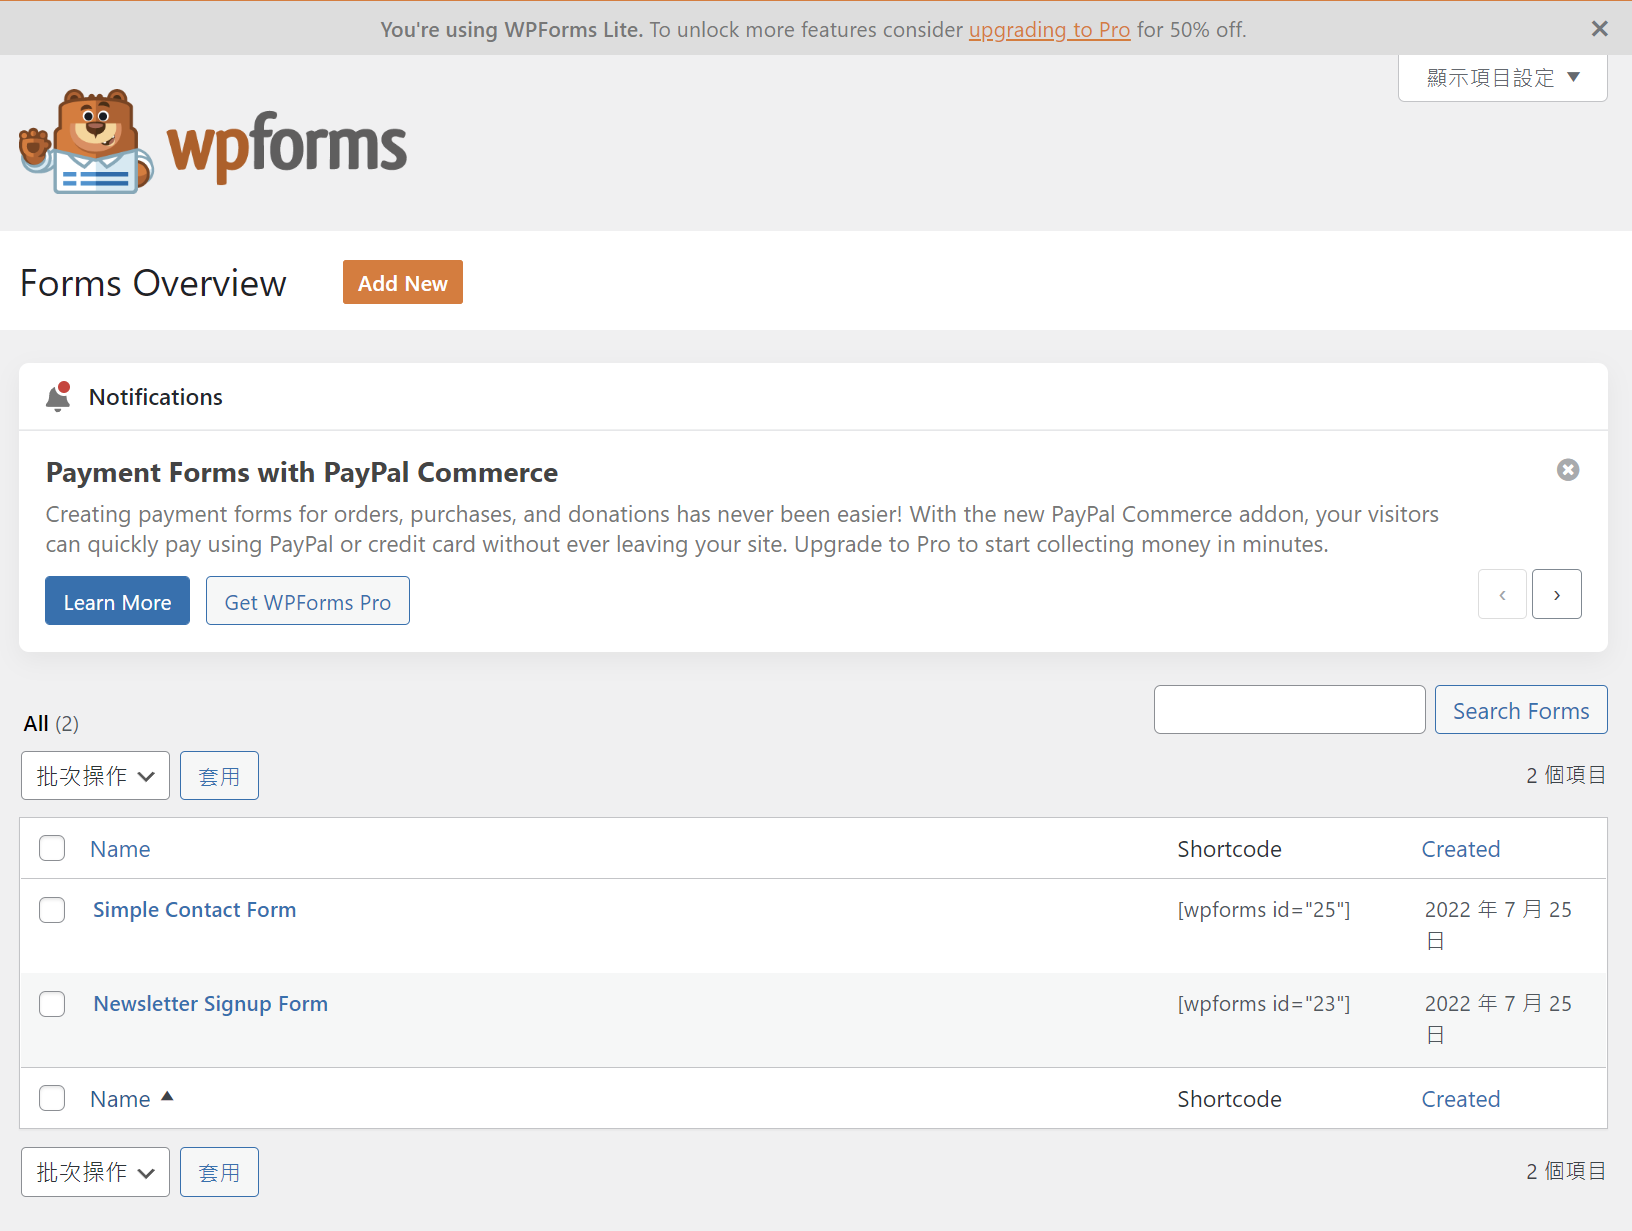 You're using WPForms Lite. To unlock more features consider upgrading to Pro for 50% off.
顯示項目設定
wpforms
Forms Overview
Add New
Notifications
Payment Forms with PayPal Commerce
Creating payment forms for orders, purchases, and donations has never been easier! With the new PayPal Commerce addon, your visitors
can quickly pay using PayPal or credit card without ever leaving your site. Upgrade to Pro to start collecting money in minutes.
Learn More
Get WPForms Pro
All (2)
Search Forms
批次操作
套用
2 個項目
Name Shortcode Created
Simple Contact Form [wpforms id="25"] 2022 年 7 月 25
日
Newsletter Signup Form [wpforms id="23"] 2022 年 7 月 25
日
Name Shortcode Created
批次操作
套用
2 個項目